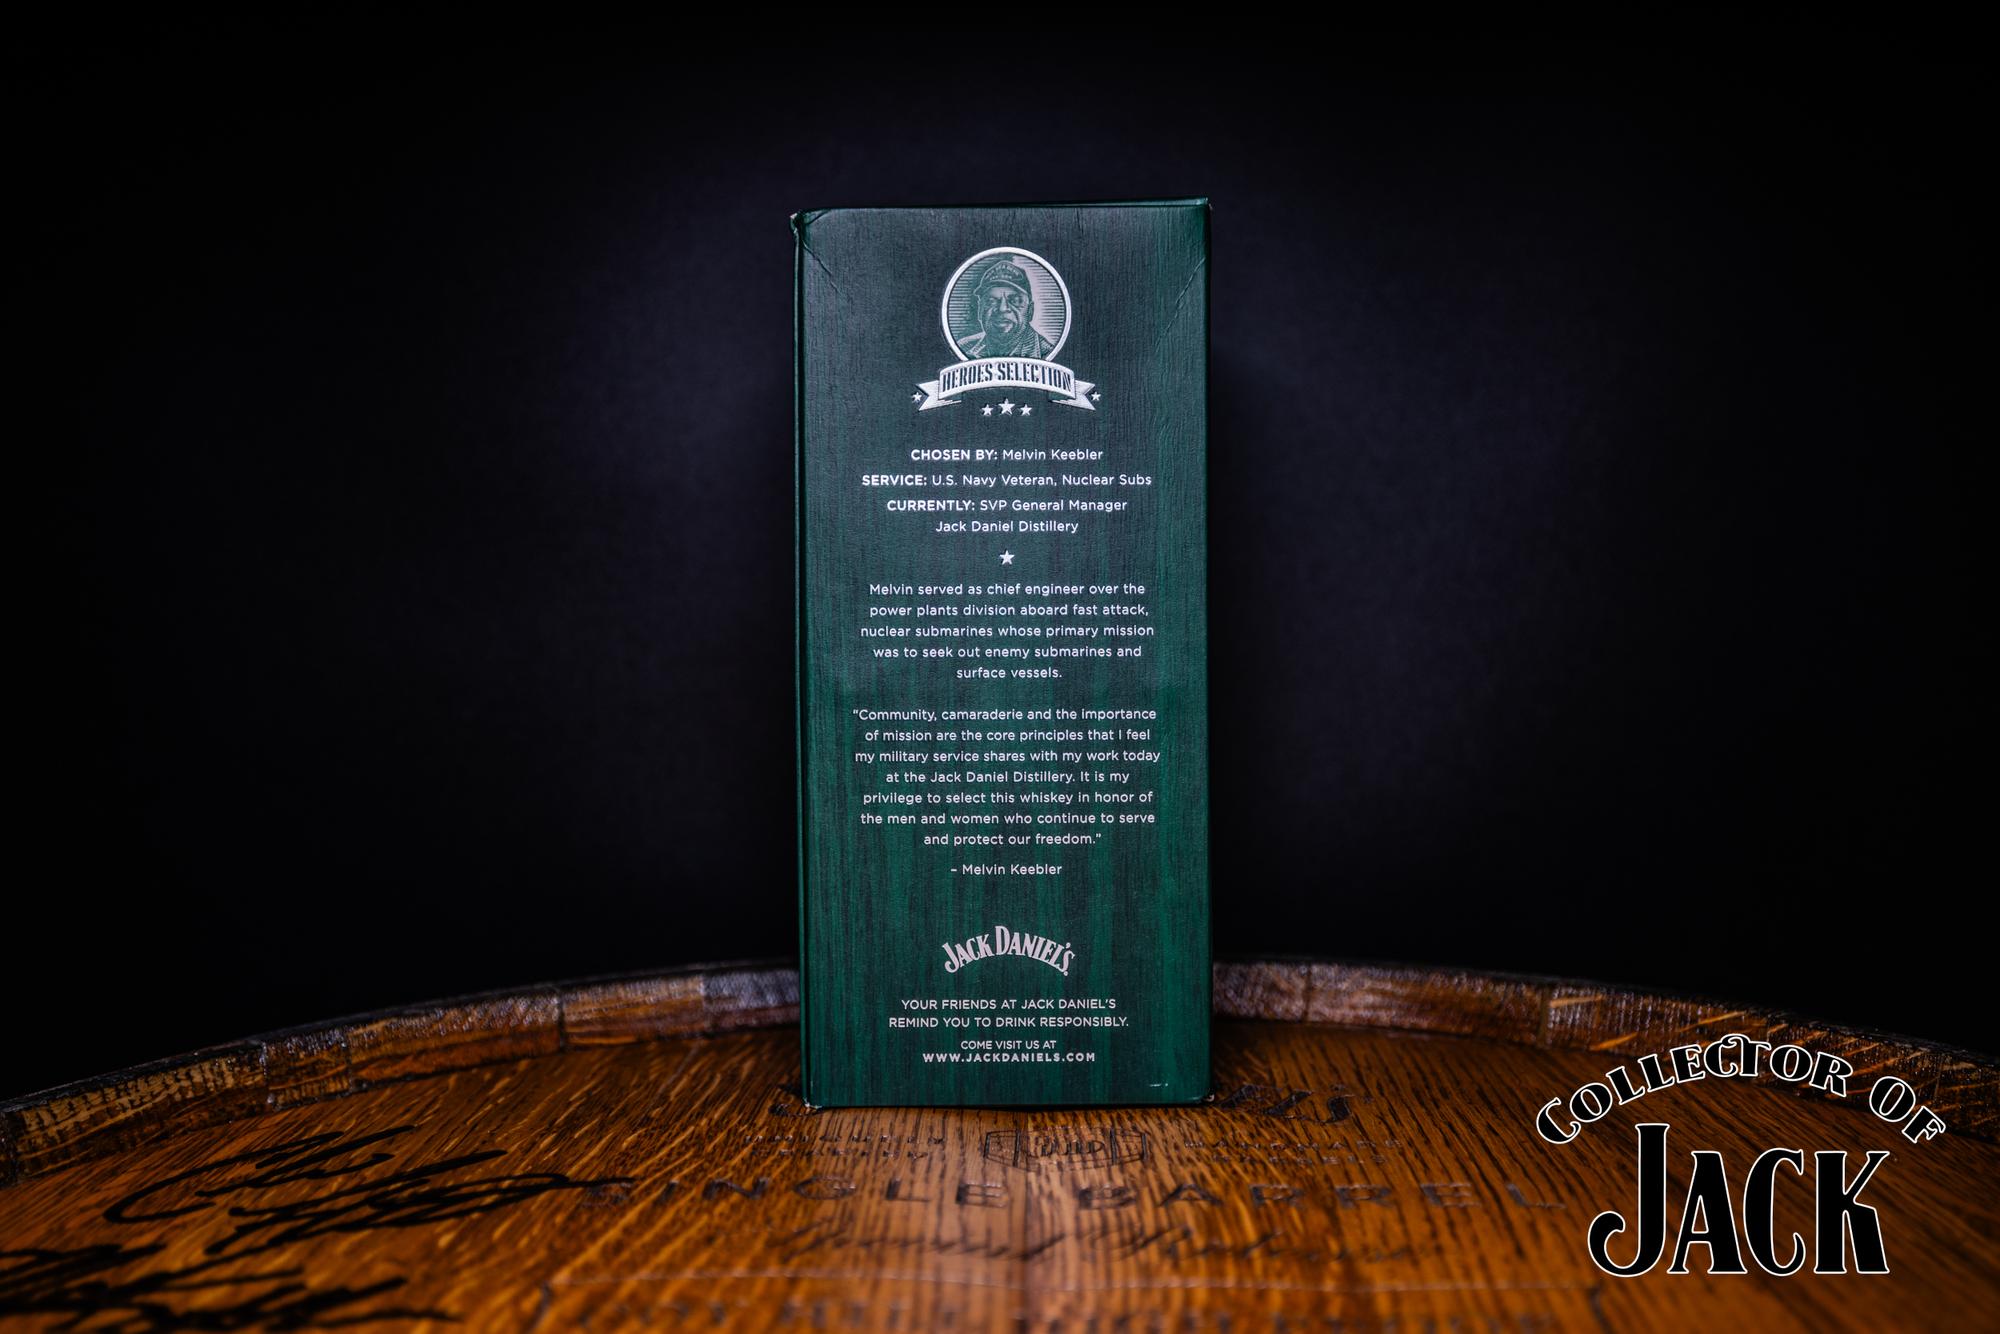 HEROES SELECTION
CHOSEN BY: Melvin Keebler
SERVICE: U.S. Navy Veteran, Nuclear Subs
CURRENTLY: SVP General Manager
Jack Daniel Distillery
Melvin served as chief engineer over the
power plants division aboard fast attack,
nuclear submarines whose primary mission
was to seek out enemy submarines and
surface vessels.
“Community, camaraderie and the importance
of mission are the core principles that I feel
my military service shares with my work today
at the Jack Daniel Distillery. It is my
privilege to select this whiskey in honor of
the men and women who continue to serve
and protect our freedom.”
– Melvin Keebler
JACK DANIEL'S
YOUR FRIENDS AT JACK DANIEL'S
REMIND YOU TO DRINK RESPONSIBLY.
COME VISIT US AT
WWW.JACKDANIELS.COM
SINGLE BARREL
COLLECTOR OF
JACK